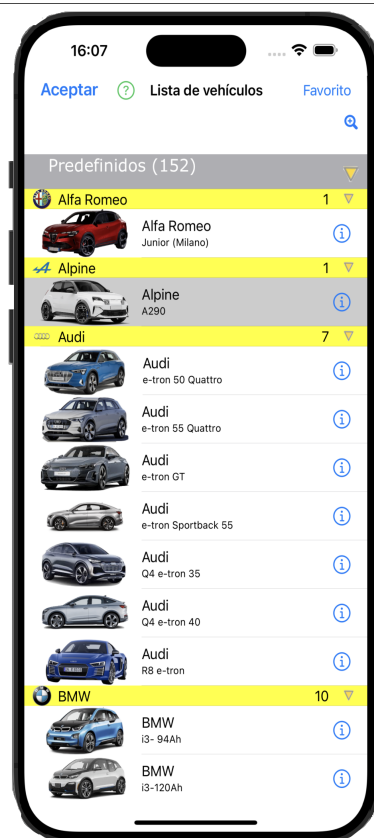 16:07
Aceptar ? Lista de vehículos Favorito
Predefinidos (152)
Alfa Romeo 1
Alfa Romeo
Junior (Milano)
Alpine 1
Alpine
A290
Audi 7
Audi
e-tron 50 Quattro
Audi
e-tron 55 Quattro
Audi
e-tron GT
Audi
e-tron Sportback 55
Audi
Q4 e-tron 35
Audi
Q4 e-tron 40
Audi
R8 e-tron
BMW 10
BMW
i3- 94Ah
BMW
i3-120Ah